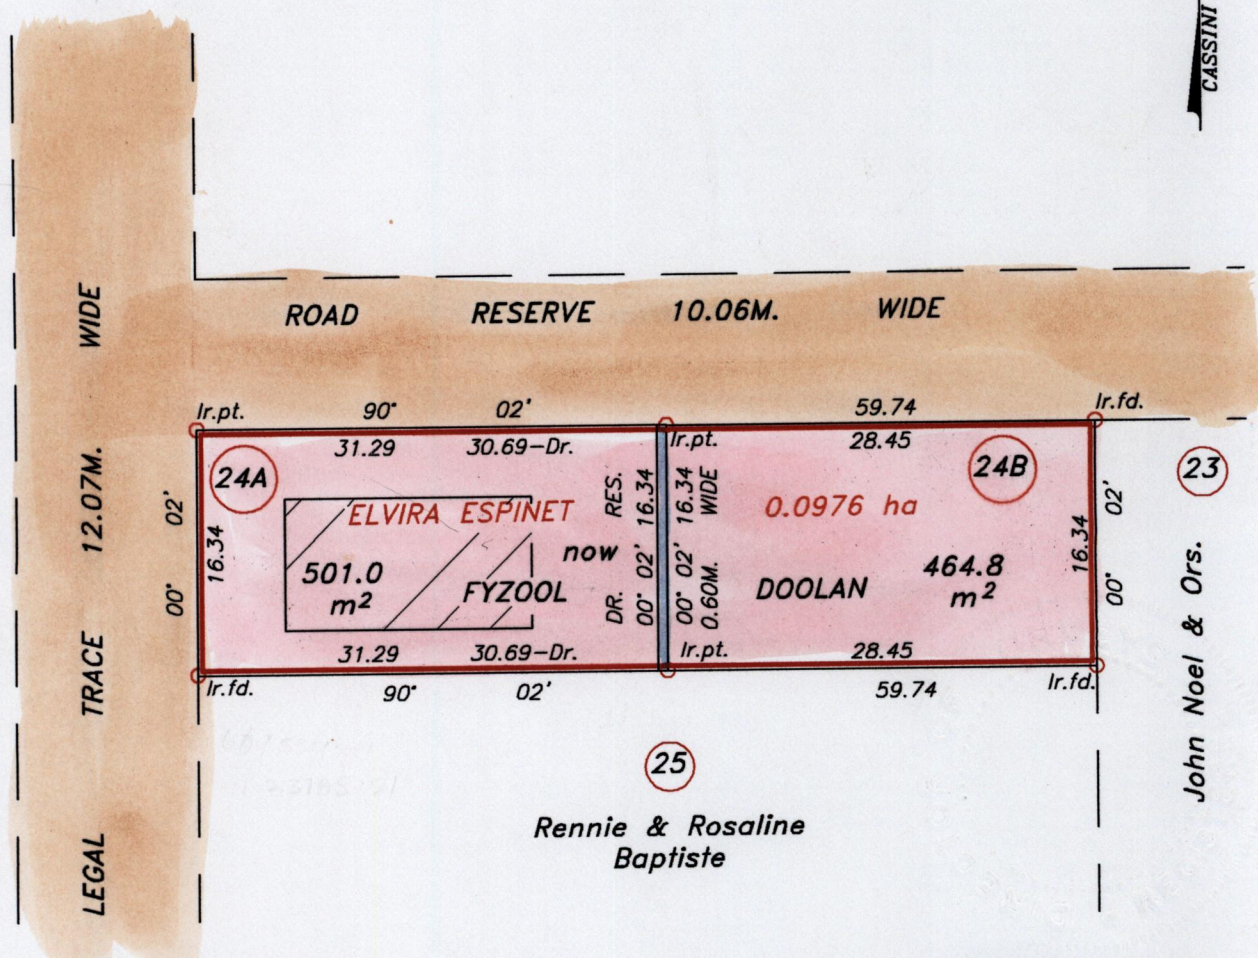 CASSINI
ROAD RESERVE 10.06M. WIDE
LEGAL TRACE 12.07M. WIDE
Ir.pt. 90° 02' 59.74 Ir.fd.
31.29 30.69-Dr. Ir.pt. 28.45
24A
24B
23
00° 02'
16.34
ELVIRA ESPINET
0.0976 ha
now
501.0
m²
FYZOOL
DOOLAN
464.8
m²
DR. RES.
00° 02' 16.34
00° 02' 16.34
0.60M. WIDE
16.34
00° 02'
31.29 30.69-Dr. Ir.pt. 28.45
Ir.fd. 90° 02' 59.74 Ir.fd.
John Noel & Ors.
25
Rennie & Rosaline
Baptiste